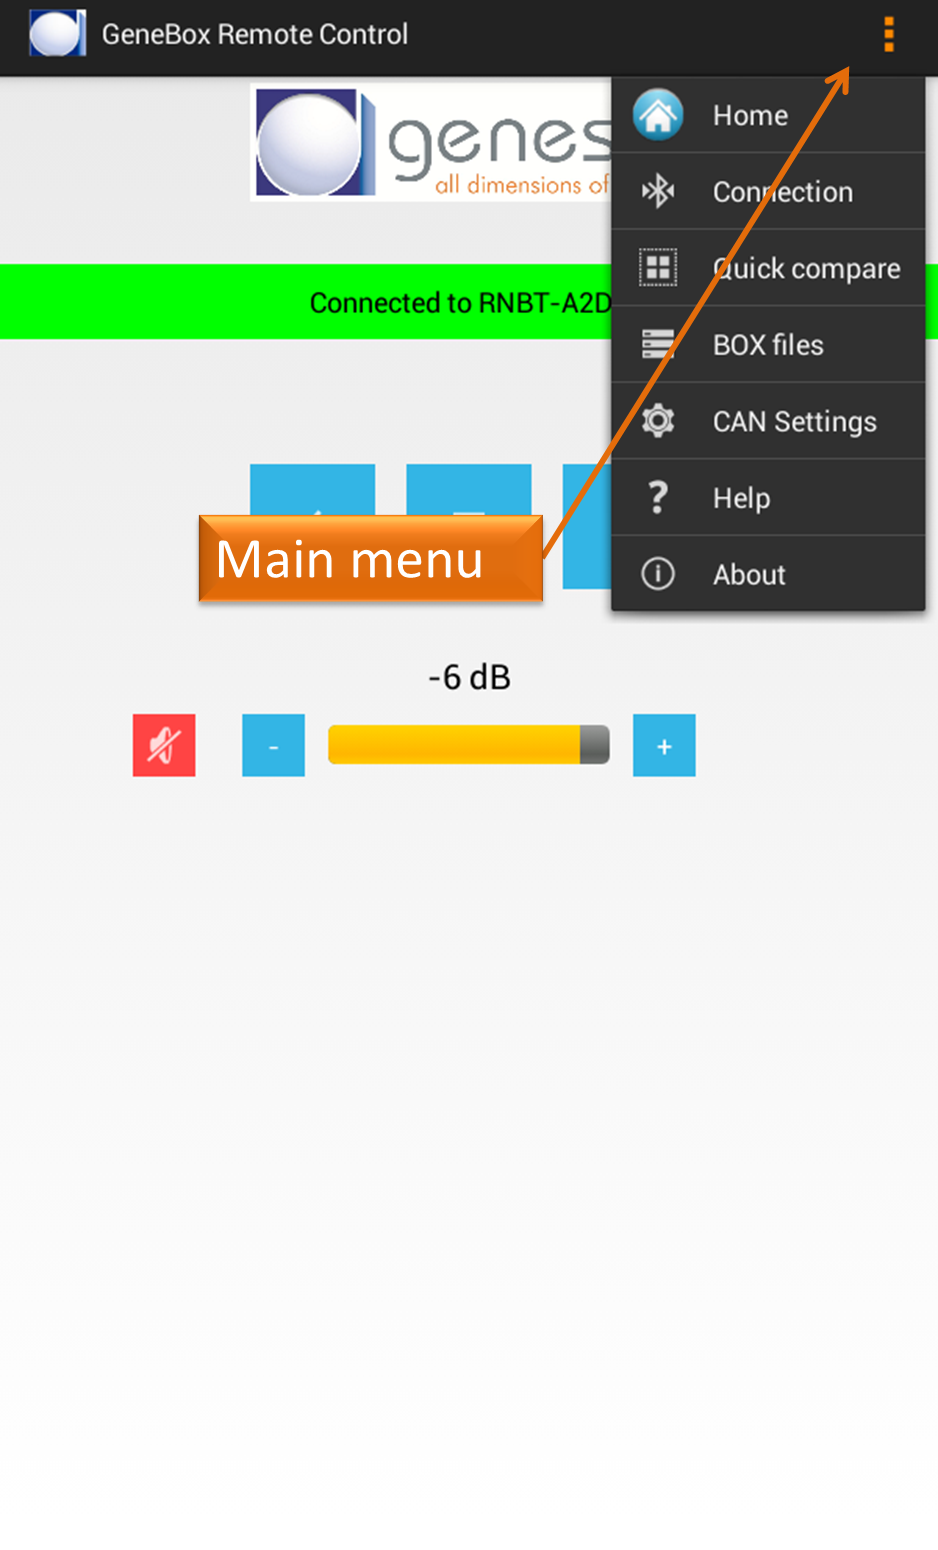 GeneBox Remote Control
genes
all dimensions of
Home
Connection
Quick compare
BOX files
CAN Settings
Help
About
Connected to RNBT-A2D
Main menu
-6 dB
-
+